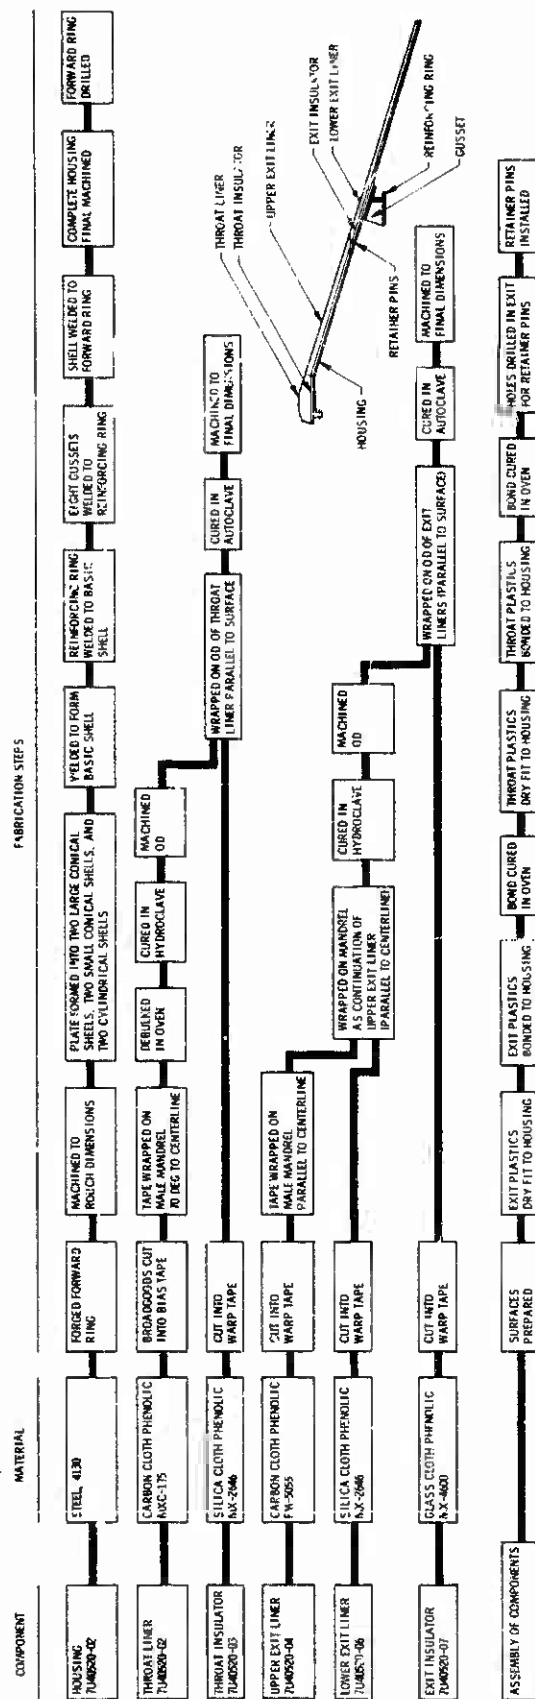 COMPONENT
MATERIAL
FABRICATION STEPS
HOUSING
7U40520-02
STEEL, 4130
FORGED FORWARD
RING
MACHINED TO
ROUGH DIMENSIONS
PLATE FORMED INTO TWO LARGE CONICAL
SHELLS, TWO SMALL CONICAL SHELLS, AND
TWO CYLINDRICAL SHELLS
WELDED TO FORM
BASIC SHELL
REINFORCING RING
WELDED TO BASIC
SHELL
EIGHT GUSSETS
WELDED TO
REINFORCING RING
SHELL WELDED TO
FORWARD RING
COMPLETE HOUSING
FINAL MACHINED
FORWARD RING
DRILLED
THROAT LINER
7U40520-02
CARBON CLOTH PHENOLIC
MXC-175
BROADGOODS CUT
INTO BIAS TAPE
TAPE WRAPPED ON
MALE MANDREL
70 DEG TO CENTERLINE
DEBULKED
IN OVEN
CURED IN
HYDROCLAVE
MACHINED
OD
THROAT INSULATOR
7U40520-03
SILICA CLOTH PHENOLIC
MX-2646
CUT INTO
WARP TAPE
WRAPPED ON OD OF THROAT
LINER PARALLEL TO SURFACE
CURED IN
AUTOCLAVE
MACHINED TO
FINAL DIMENSIONS
UPPER EXIT LINER
7U40520-04
CARBON CLOTH PHENOLIC
FM-5055
CUT INTO
WARP TAPE
TAPE WRAPPED ON
MALE MANDREL
PARALLEL TO CENTERLINE
LOWER EXIT LINER
7U40520-06
SILICA CLOTH PHENOLIC
MX-2646
CUT INTO
WARP TAPE
WRAPPED ON MANDREL
AS CONTINUATION OF
UPPER EXIT LINER
(PARALLEL TO CENTERLINE)
CURED IN
HYDROCLAVE
MACHINED
OD
EXIT INSULATOR
7U40520-07
GLASS CLOTH PHENOLIC
MX-4600
CUT INTO
WARP TAPE
WRAPPED ON OD OF EXIT
LINERS (PARALLEL TO SURFACE)
CURED IN
AUTOCLAVE
MACHINED TO
FINAL DIMENSIONS
THROAT LINER
THROAT INSULATOR
UPPER EXIT LINER
EXIT INSULATOR
LOWER EXIT LINER
REINFORCING RING
GUSSET
RETAINER PINS
HOUSING
ASSEMBLY OF COMPONENTS
SURFACES
PREPARED
EXIT PLASTICS
DRY FIT TO HOUSING
EXIT PLASTICS
BONDED TO HOUSING
BOND CURED
IN OVEN
THROAT PLASTICS
DRY FIT TO HOUSING
THROAT PLASTICS
BONDED TO HOUSING
BOND CURED
IN OVEN
HOLES DRILLED IN EXIT
FOR RETAINER PINS
RETAINER PINS
INSTALLED